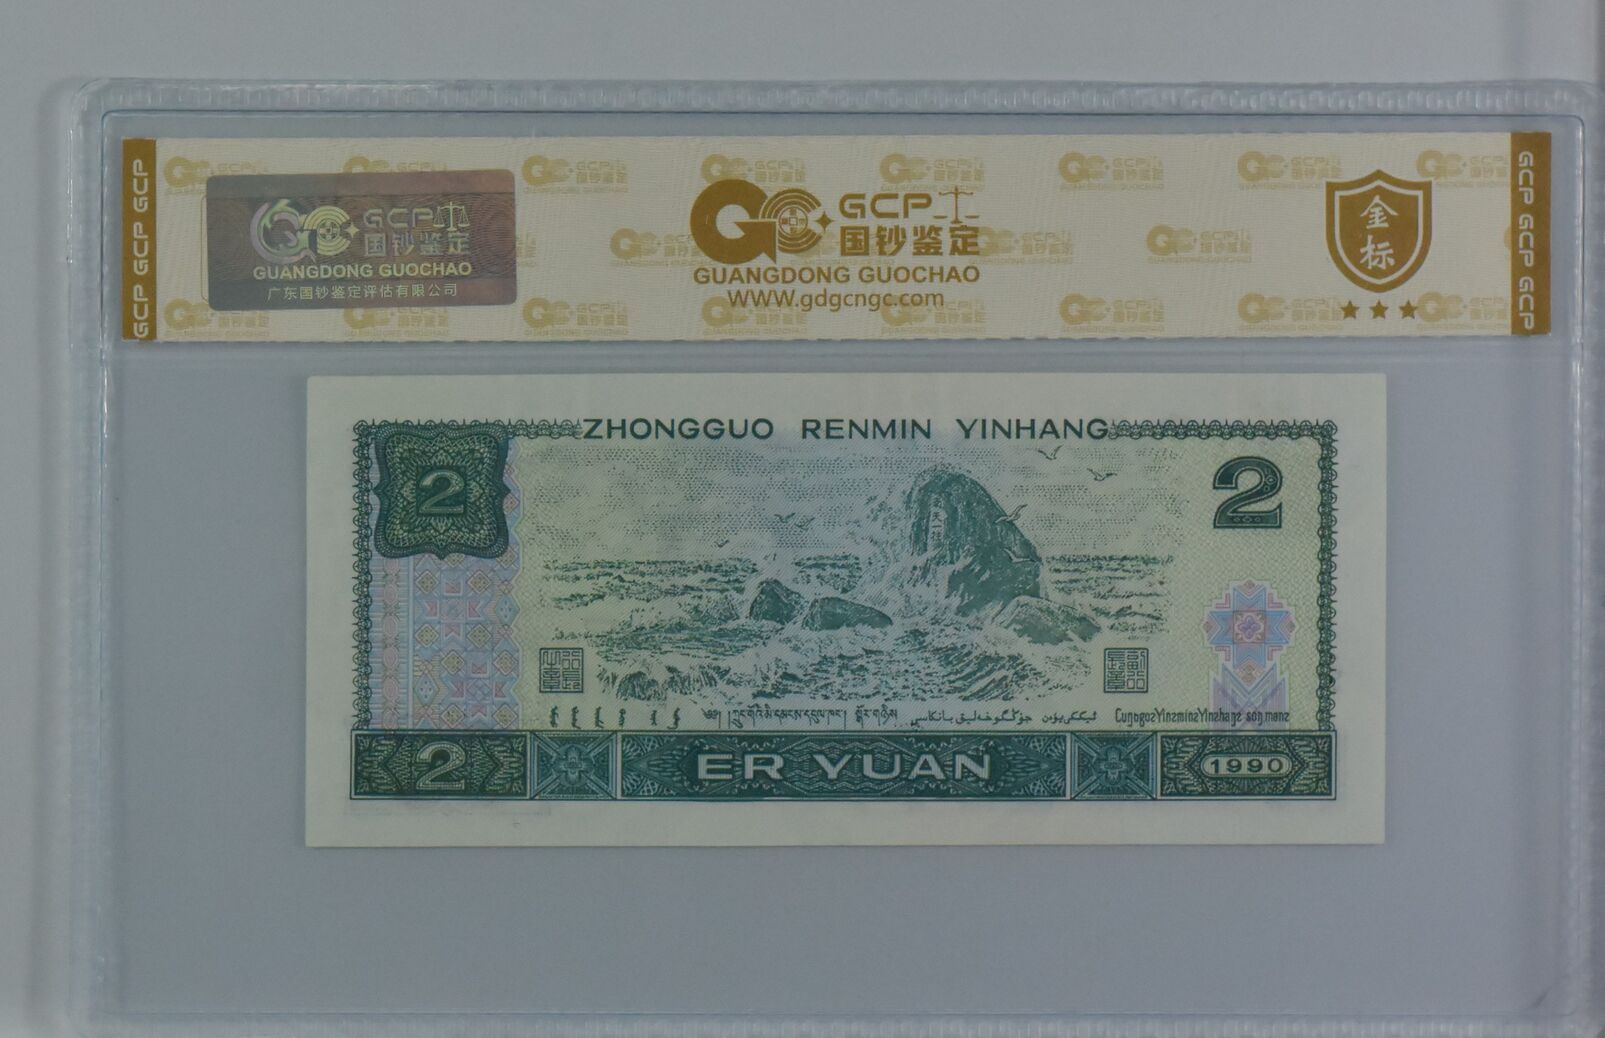 GCP GCP GCP
GCP
国钞鉴定
GUANGDONG GUOCHAO
广东国钞鉴定评估有限公司
GCP
国钞鉴定
GUANGDONG GUOCHAO
WWW.gdgcngc.com
金
标
GCP GCP GCP
ZHONGGUO RENMIN YINHANG
2
2
2
ER YUAN
1990